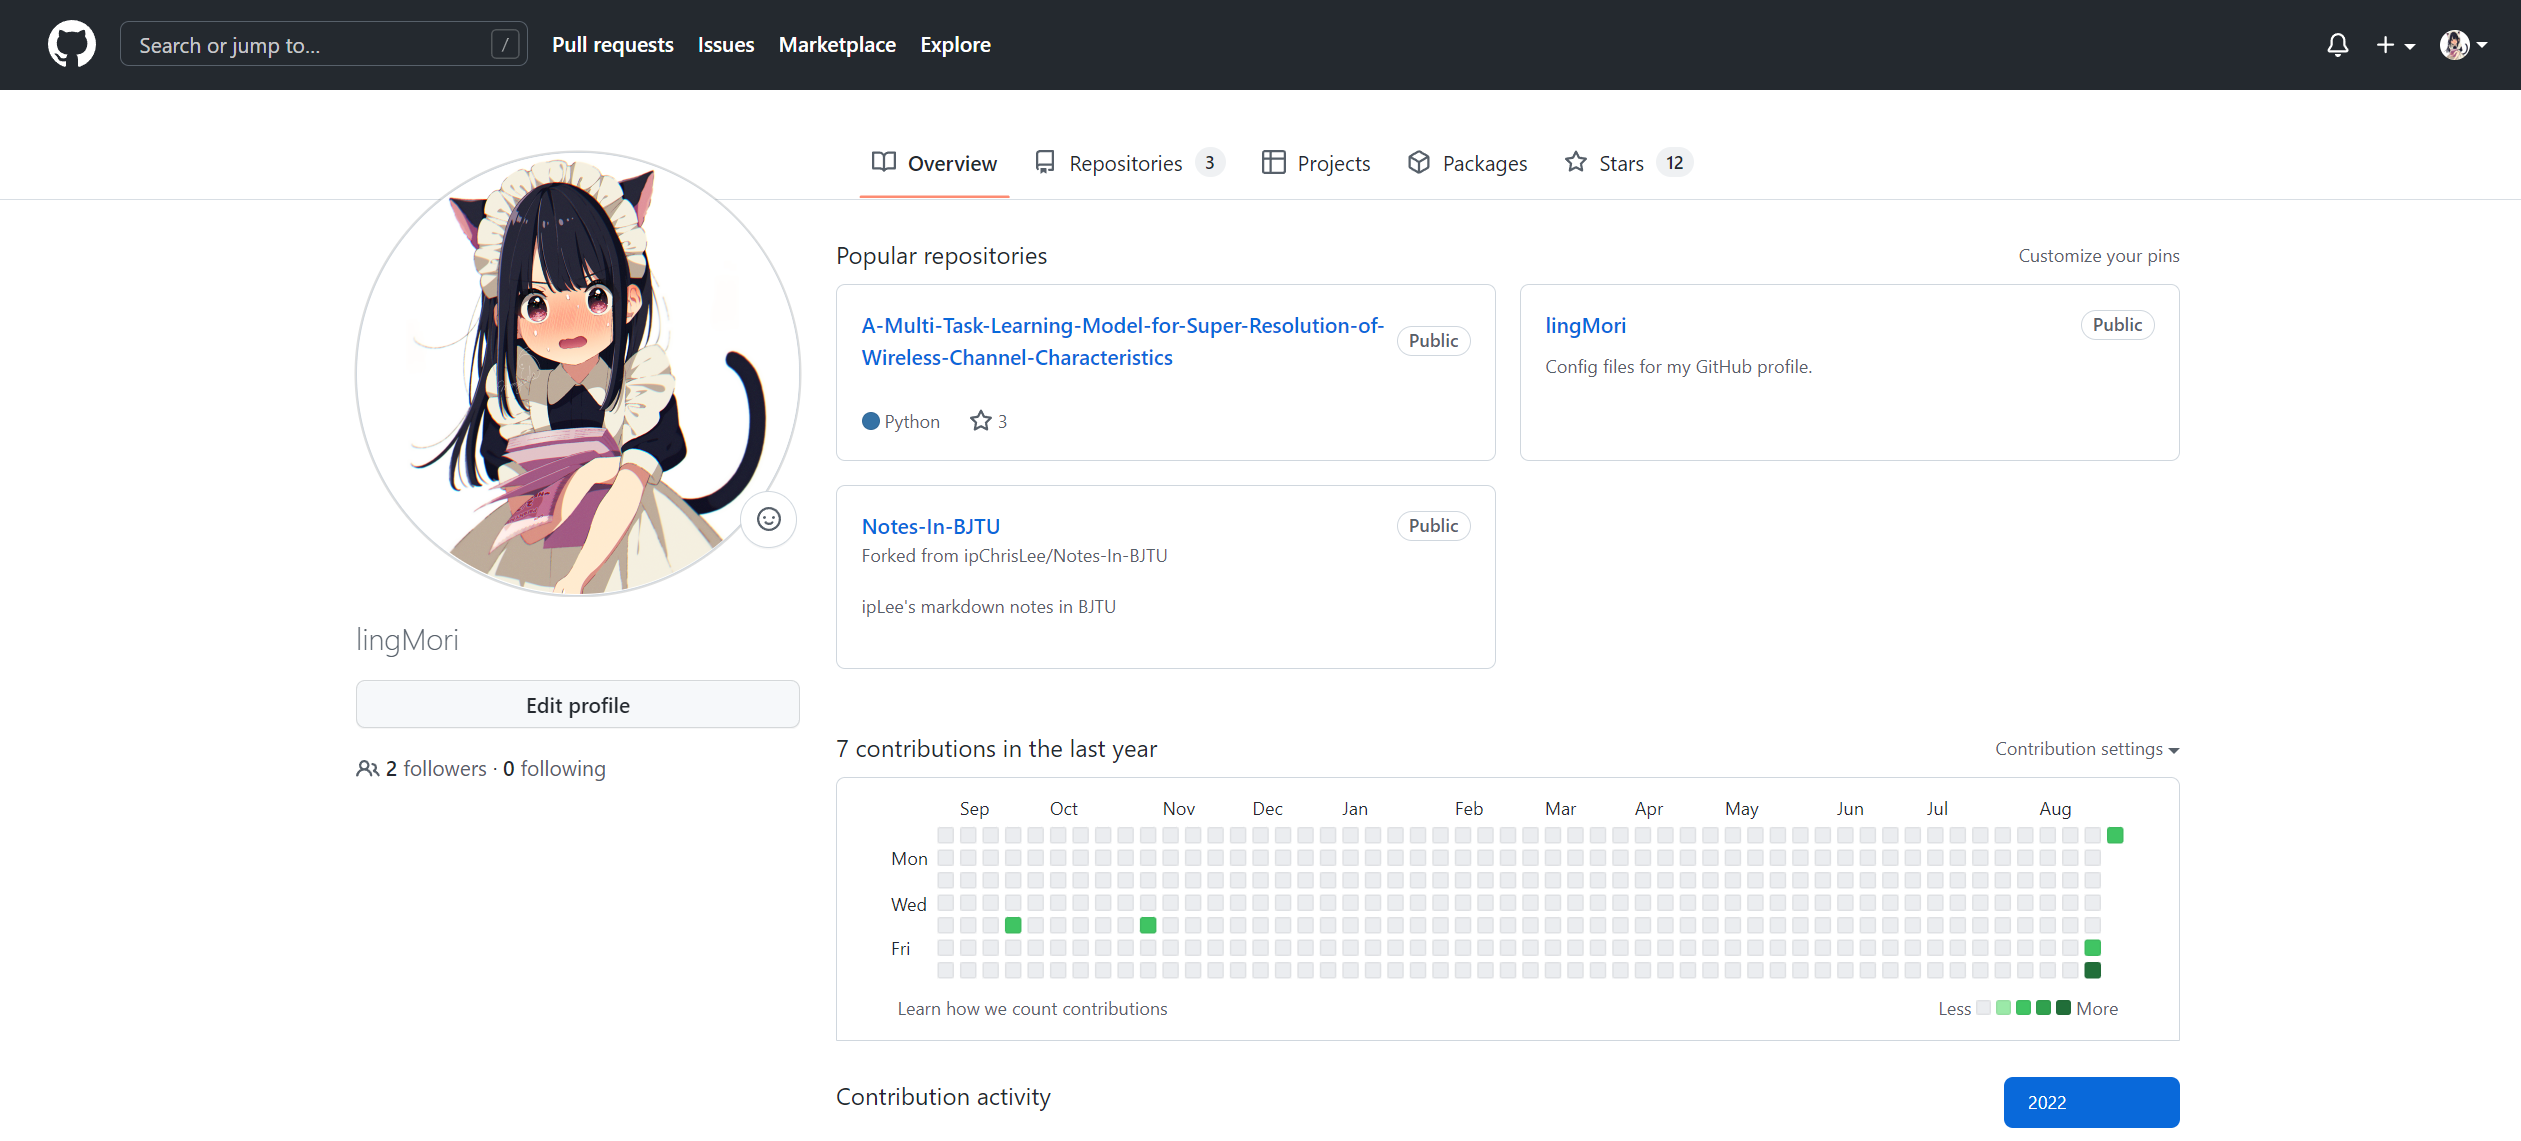 Search or jump to... /
Pull requests Issues Marketplace Explore
Overview Repositories 3 Projects Packages Stars 12
lingMori
Edit profile
2 followers · 0 following
Popular repositories
Customize your pins
A-Multi-Task-Learning-Model-for-Super-Resolution-of-
Wireless-Channel-Characteristics
Public
Python 3
lingMori
Public
Config files for my GitHub profile.
Notes-In-BJTU
Public
Forked from ipChrisLee/Notes-In-BJTU
ipLee's markdown notes in BJTU
7 contributions in the last year
Contribution settings
Sep Oct Nov Dec Jan Feb Mar Apr May Jun Jul Aug
Mon
Wed
Fri
Learn how we count contributions
Less More
Contribution activity
2022